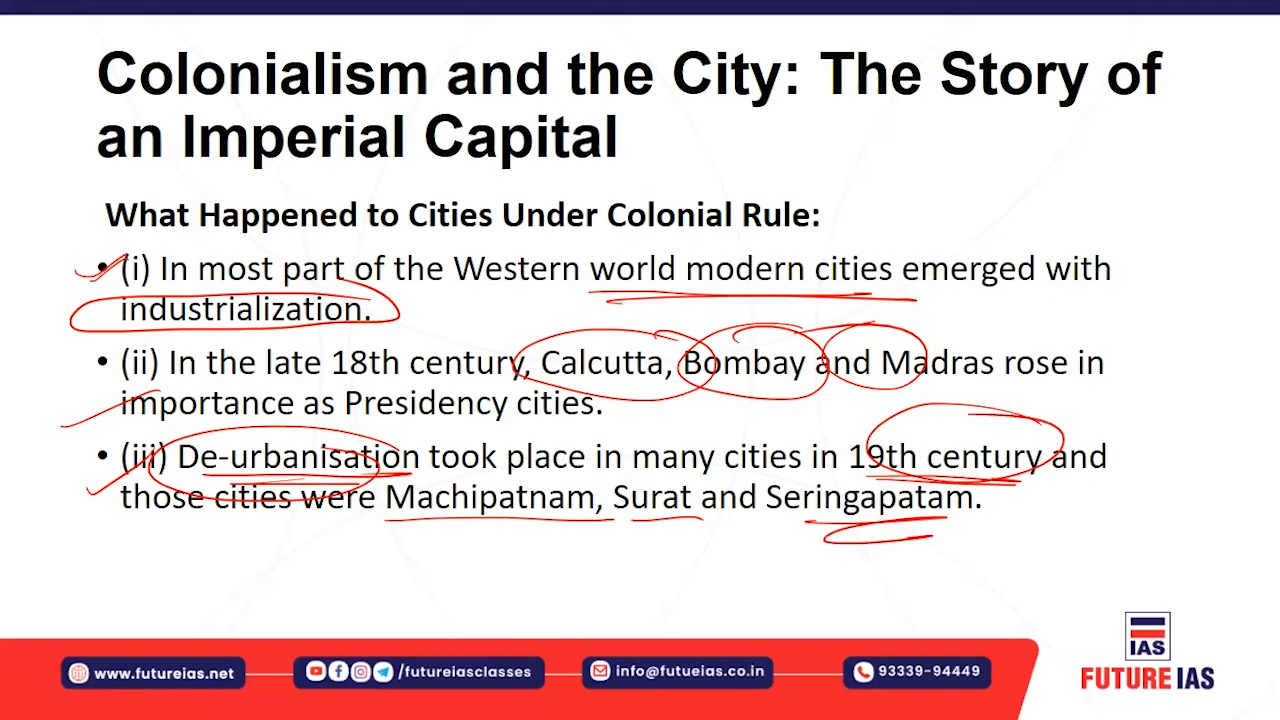 Colonialism and the City: The Story of
an Imperial Capital
What Happened to Cities Under Colonial Rule:
• (i) In most part of the Western world modern cities emerged with
industrialization.
• (ii) In the late 18th century, Calcutta, Bombay and Madras rose in
importance as Presidency cities.
• (iii) De-urbanisation took place in many cities in 19th century and
those cities were Machipatnam, Surat and Seringapatam.
IAS
FUTURE IAS
www.futureias.net
/futureiasclasses
info@futueias.co.in
93339-94449